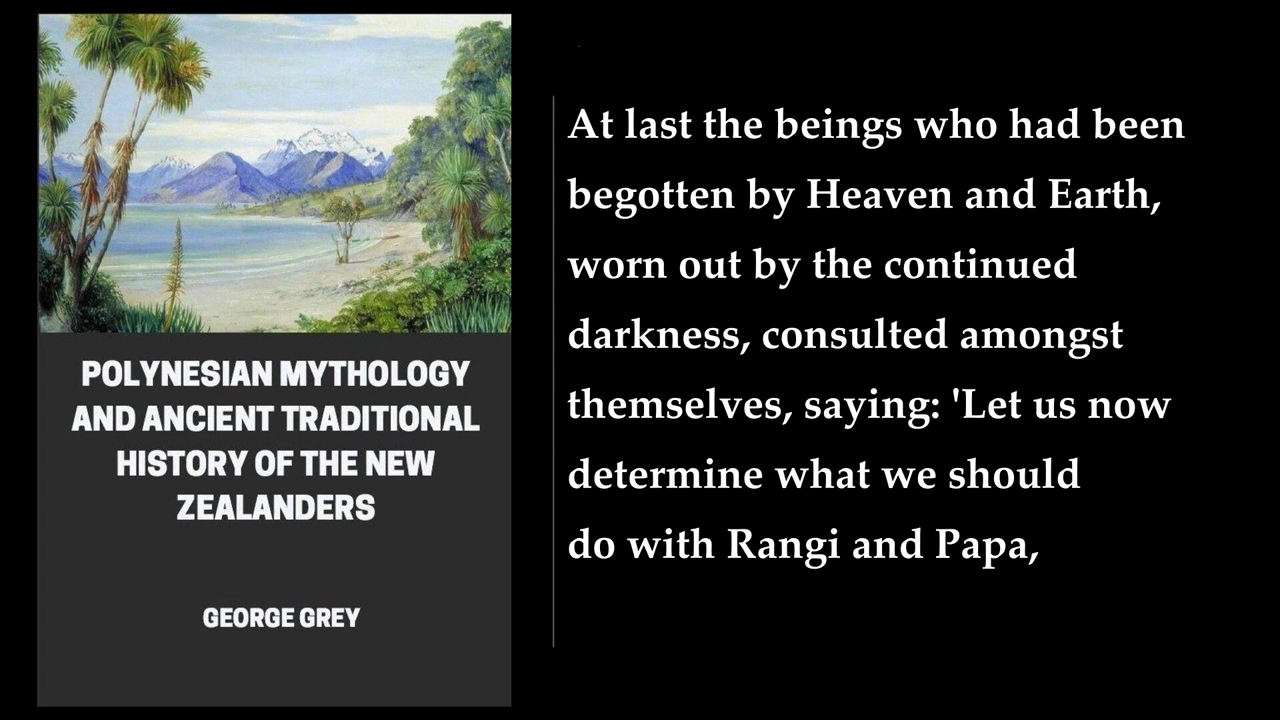 POLYNESIAN MYTHOLOGY
AND ANCIENT TRADITIONAL
HISTORY OF THE NEW
ZEALANDERS
GEORGE GREY
At last the beings who had been
begotten by Heaven and Earth,
worn out by the continued
darkness, consulted amongst
themselves, saying: 'Let us now
determine what we should
do with Rangi and Papa,